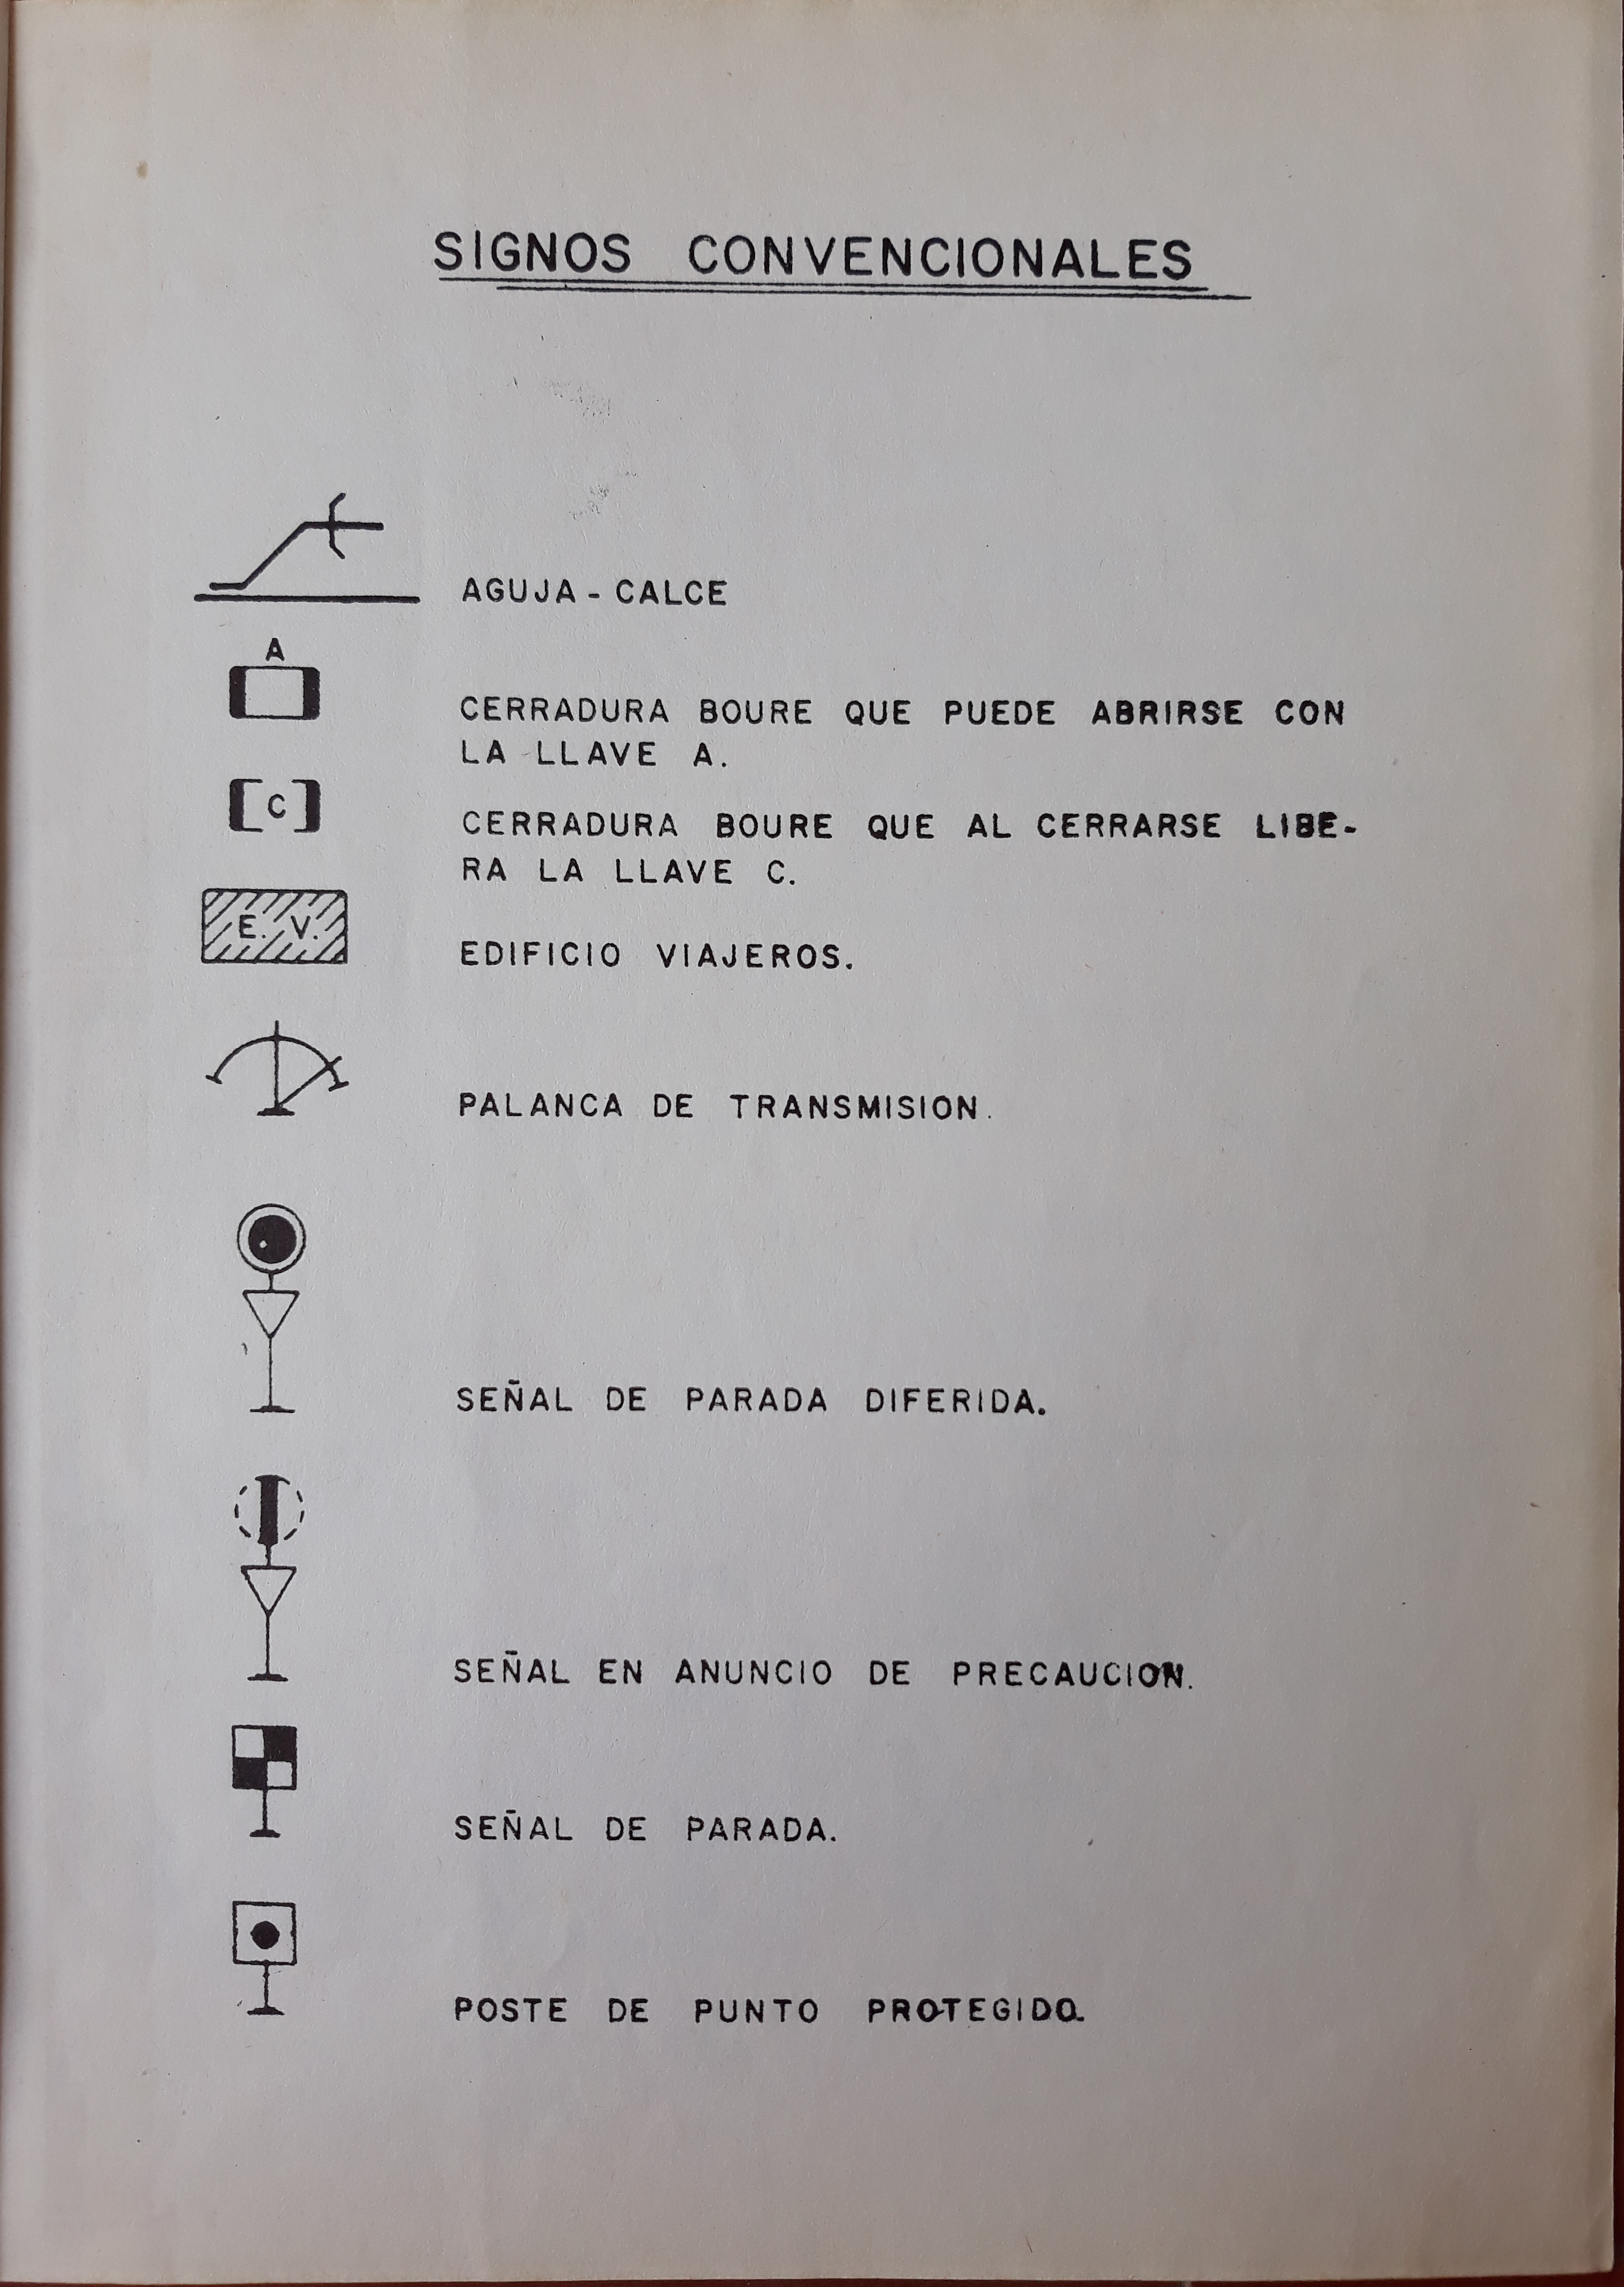 SIGNOS CONVENCIONALES
AGUJA - CALCE
A
CERRADURA BOURE QUE PUEDE ABRIRSE CON
LA LLAVE A.
C
CERRADURA BOURE QUE AL CERRARSE LIBE-
RA LA LLAVE C.
E. V.
EDIFICIO VIAJEROS.
PALANCA DE TRANSMISION.
SEÑAL DE PARADA DIFERIDA.
SEÑAL EN ANUNCIO DE PRECAUCION.
SEÑAL DE PARADA.
POSTE DE PUNTO PROTEGIDO.